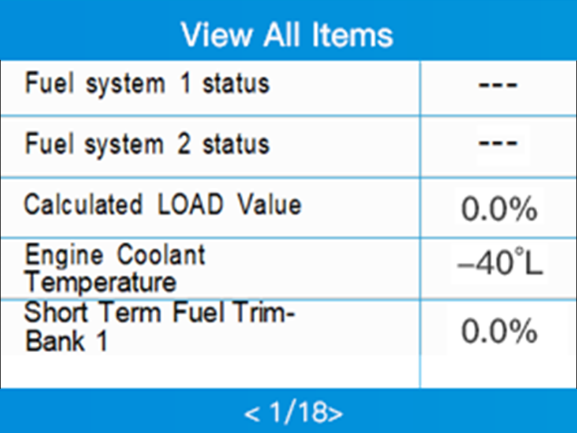 View All Items
Fuel system 1 status ---
Fuel system 2 status ---
Calculated LOAD Value 0.0%
Engine Coolant
Temperature −40°L
Short Term Fuel Trim-
Bank 1 0.0%
< 1/18>